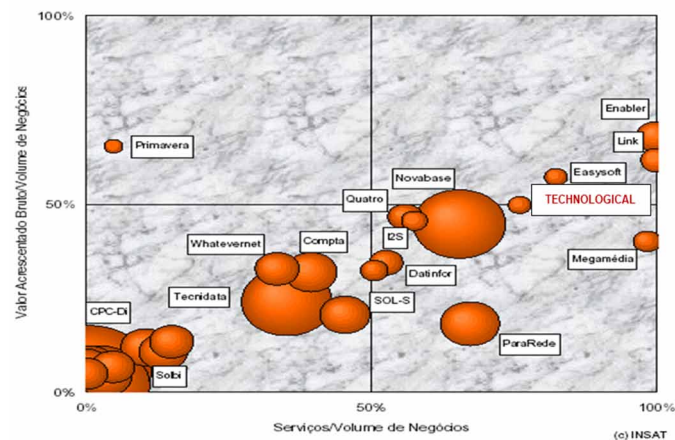 100%
Valor Acrescentado Bruto/Volume de Negócios
Enabler
Link
Primavera
Easysoft
Novabase
TECHNOLOGICAL
Quatro
50%
I2S
Whatevernet
Compta
Megamédia
Datinfor
Tecnidata
SOL-S
CPC-Di
ParaRede
Solbi
0%
0%
50%
100%
Serviços/Volume de Negócios
(c) INSAT